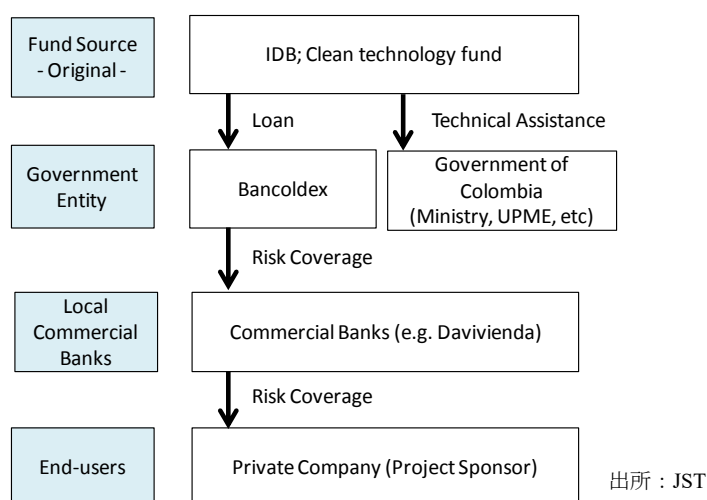 Fund Source
- Original -
IDB; Clean technology fund
Loan
Technical Assistance
Government
Entity
Bancoldex
Government of
Colombia
(Ministry, UPME, etc)
Risk Coverage
Local
Commercial
Banks
Commercial Banks (e.g. Davivienda)
Risk Coverage
End-users
Private Company (Project Sponsor)
出所：JST